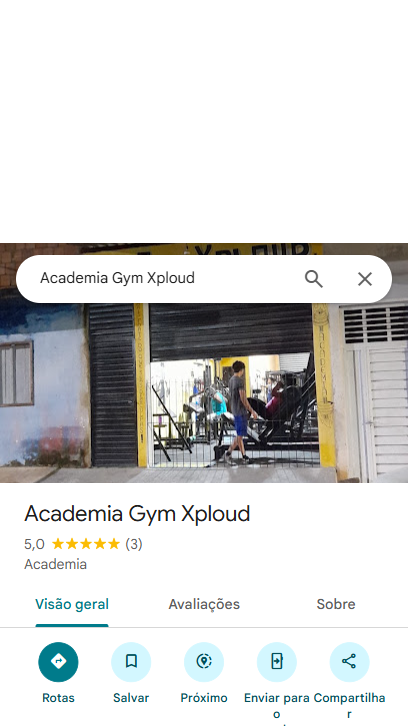 XPLOUD.
Academia Gym Xploud
Academia Gym Xploud
5,0 ★★★★★ (3)
Academia
Visão geral
Avaliações
Sobre
Rotas
Salvar
Próximo
Enviar para
o
Compartilha
r